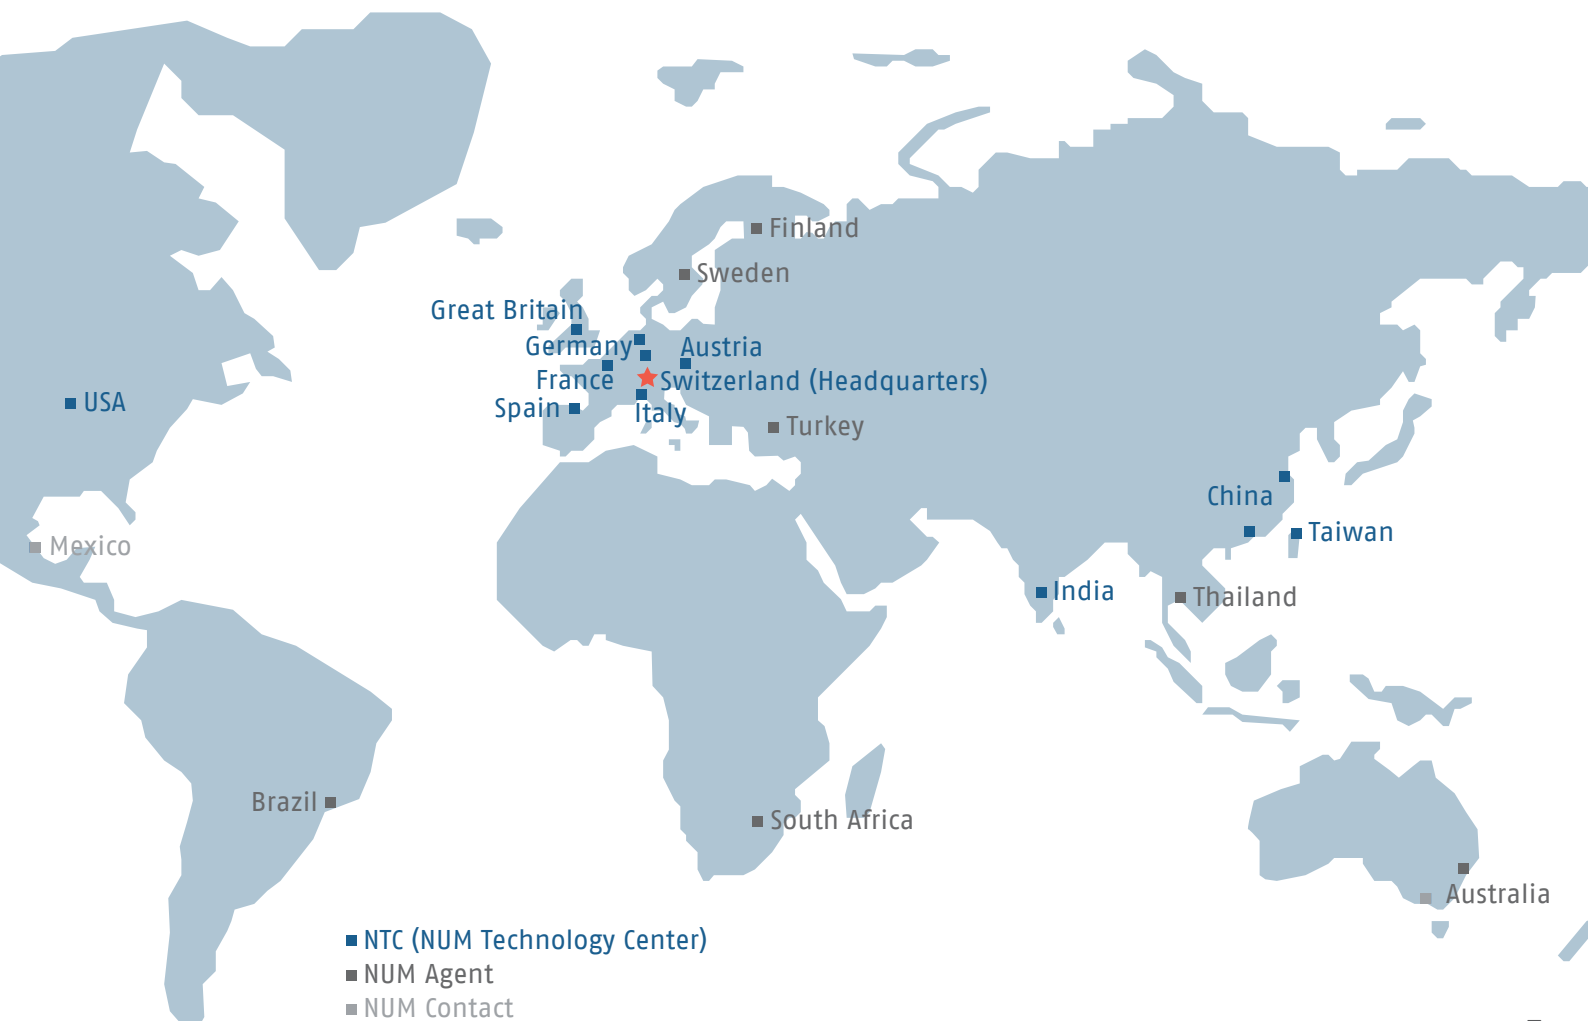 Finland
Sweden
Great Britain
Germany
Austria
France
Switzerland (Headquarters)
USA
Spain
Italy
Turkey
China
Mexico
Taiwan
India
Thailand
Brazil
South Africa
Australia
NTC (NUM Technology Center)
NUM Agent
NUM Contact